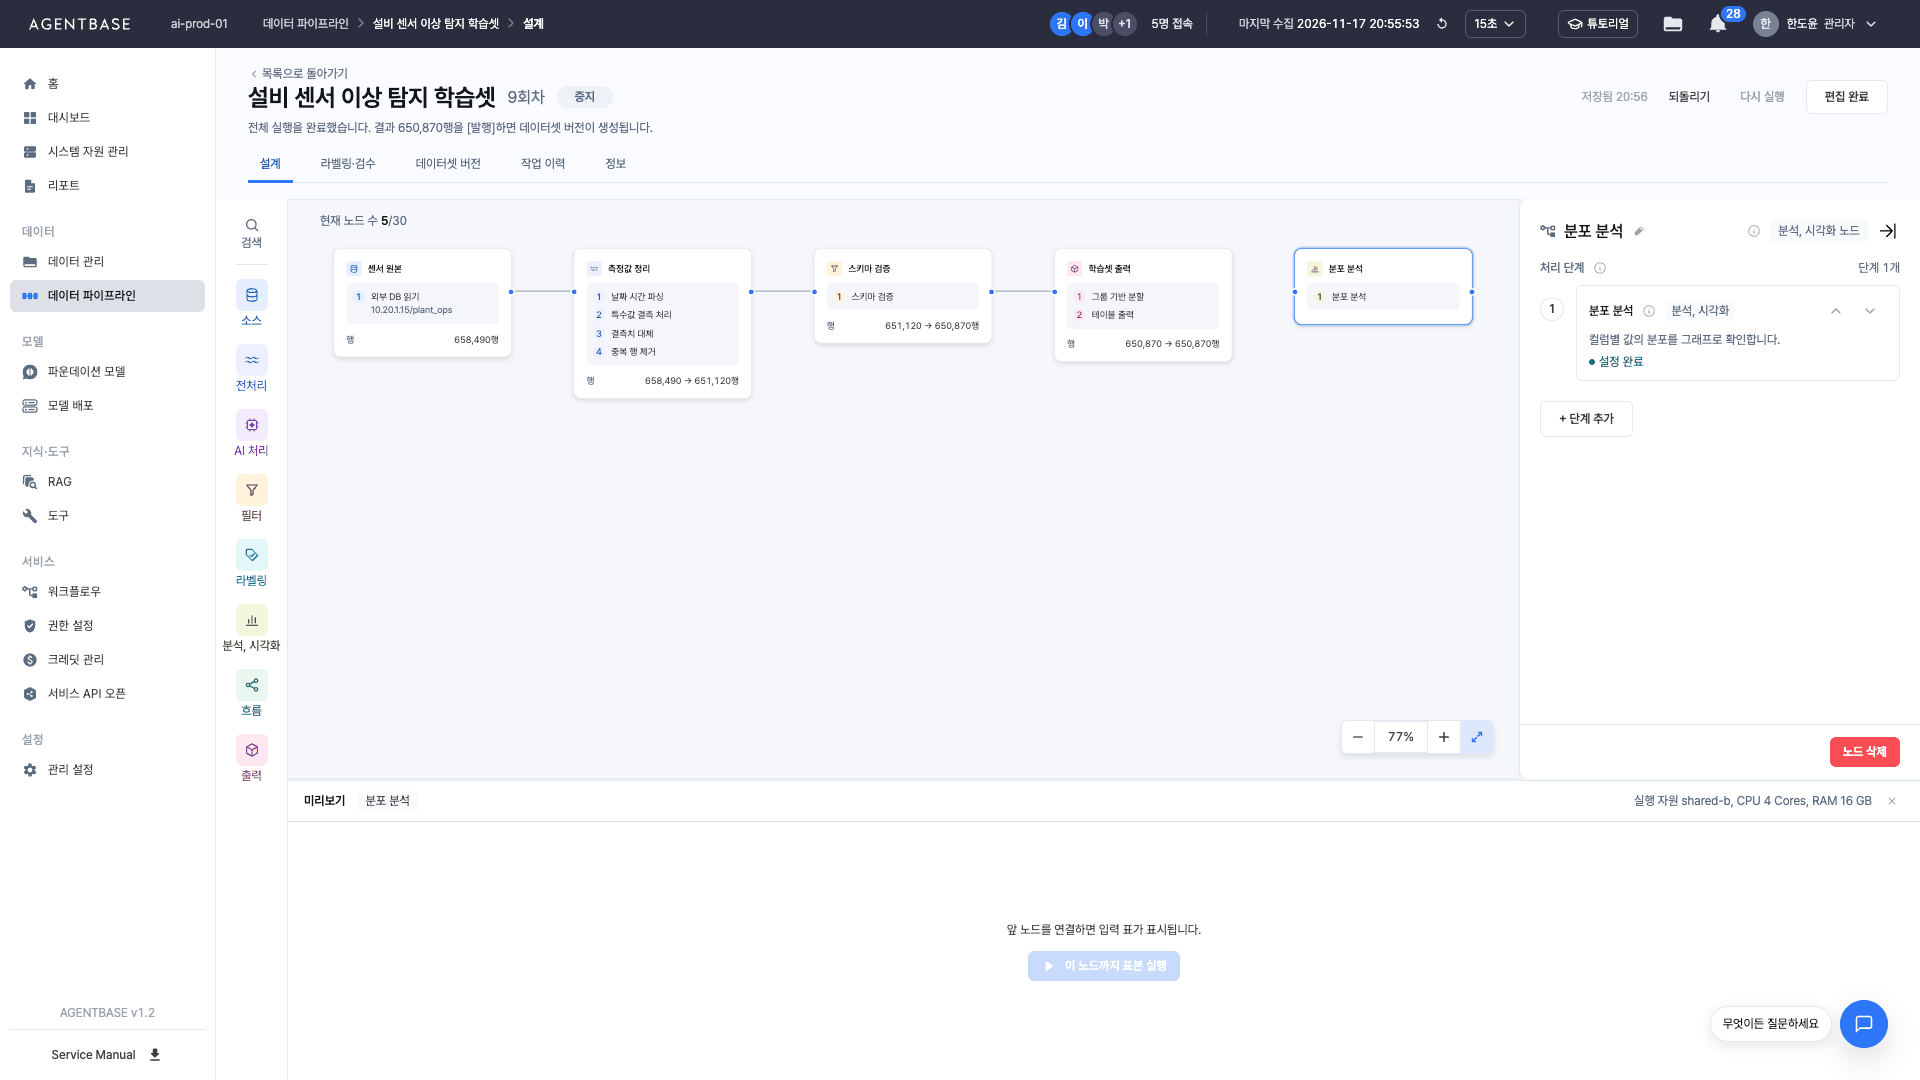 AGENTBASE
ai-prod-01
데이터 파이프라인 > 설비 센서 이상 탐지 학습셋 > 설계
김 이 박 +1 5명 접속
마지막 수집 2026-11-17 20:55:53
15초
튜토리얼
28
한 한도윤 관리자
홈
대시보드
시스템 자원 관리
리포트
데이터
데이터 관리
데이터 파이프라인
모델
파운데이션 모델
모델 배포
지식·도구
RAG
도구
서비스
워크플로우
권한 설정
크레딧 관리
서비스 API 오픈
설정
관리 설정
AGENTBASE v1.2
Service Manual
목록으로 돌아가기
설비 센서 이상 탐지 학습셋 9회차 중지
전체 실행을 완료했습니다. 결과 650,870행을 [발행]하면 데이터셋 버전이 생성됩니다.
저장됨 20:56 되돌리기 다시 실행 편집 완료
설계 라벨링·검수 데이터셋 버전 작업 이력 정보
검색
소스
전처리
AI 처리
필터
라벨링
분석, 시각화
흐름
출력
현재 노드 수 5/30
센서 원본
1 외부 DB 읽기
10.20.1.15/plant_ops
행 658,490행
측정값 정리
1 날짜 시간 파싱
2 특수값 결측 처리
3 결측치 대체
4 중복 행 제거
행 658,490 → 651,120행
스키마 검증
1 스키마 검증
행 651,120 → 650,870행
학습셋 출력
1 그룹 기반 분할
2 테이블 출력
행 650,870 → 650,870행
분포 분석
1 분포 분석
77%
분포 분석
분석, 시각화 노드
처리 단계 단계 1개
1 분포 분석 분석, 시각화
컬럼별 값의 분포를 그래프로 확인합니다.
설정 완료
+ 단계 추가
노드 삭제
미리보기 분포 분석
실행 자원 shared-b, CPU 4 Cores, RAM 16 GB
앞 노드를 연결하면 입력 표가 표시됩니다.
이 노드까지 표본 실행
무엇이든 질문하세요